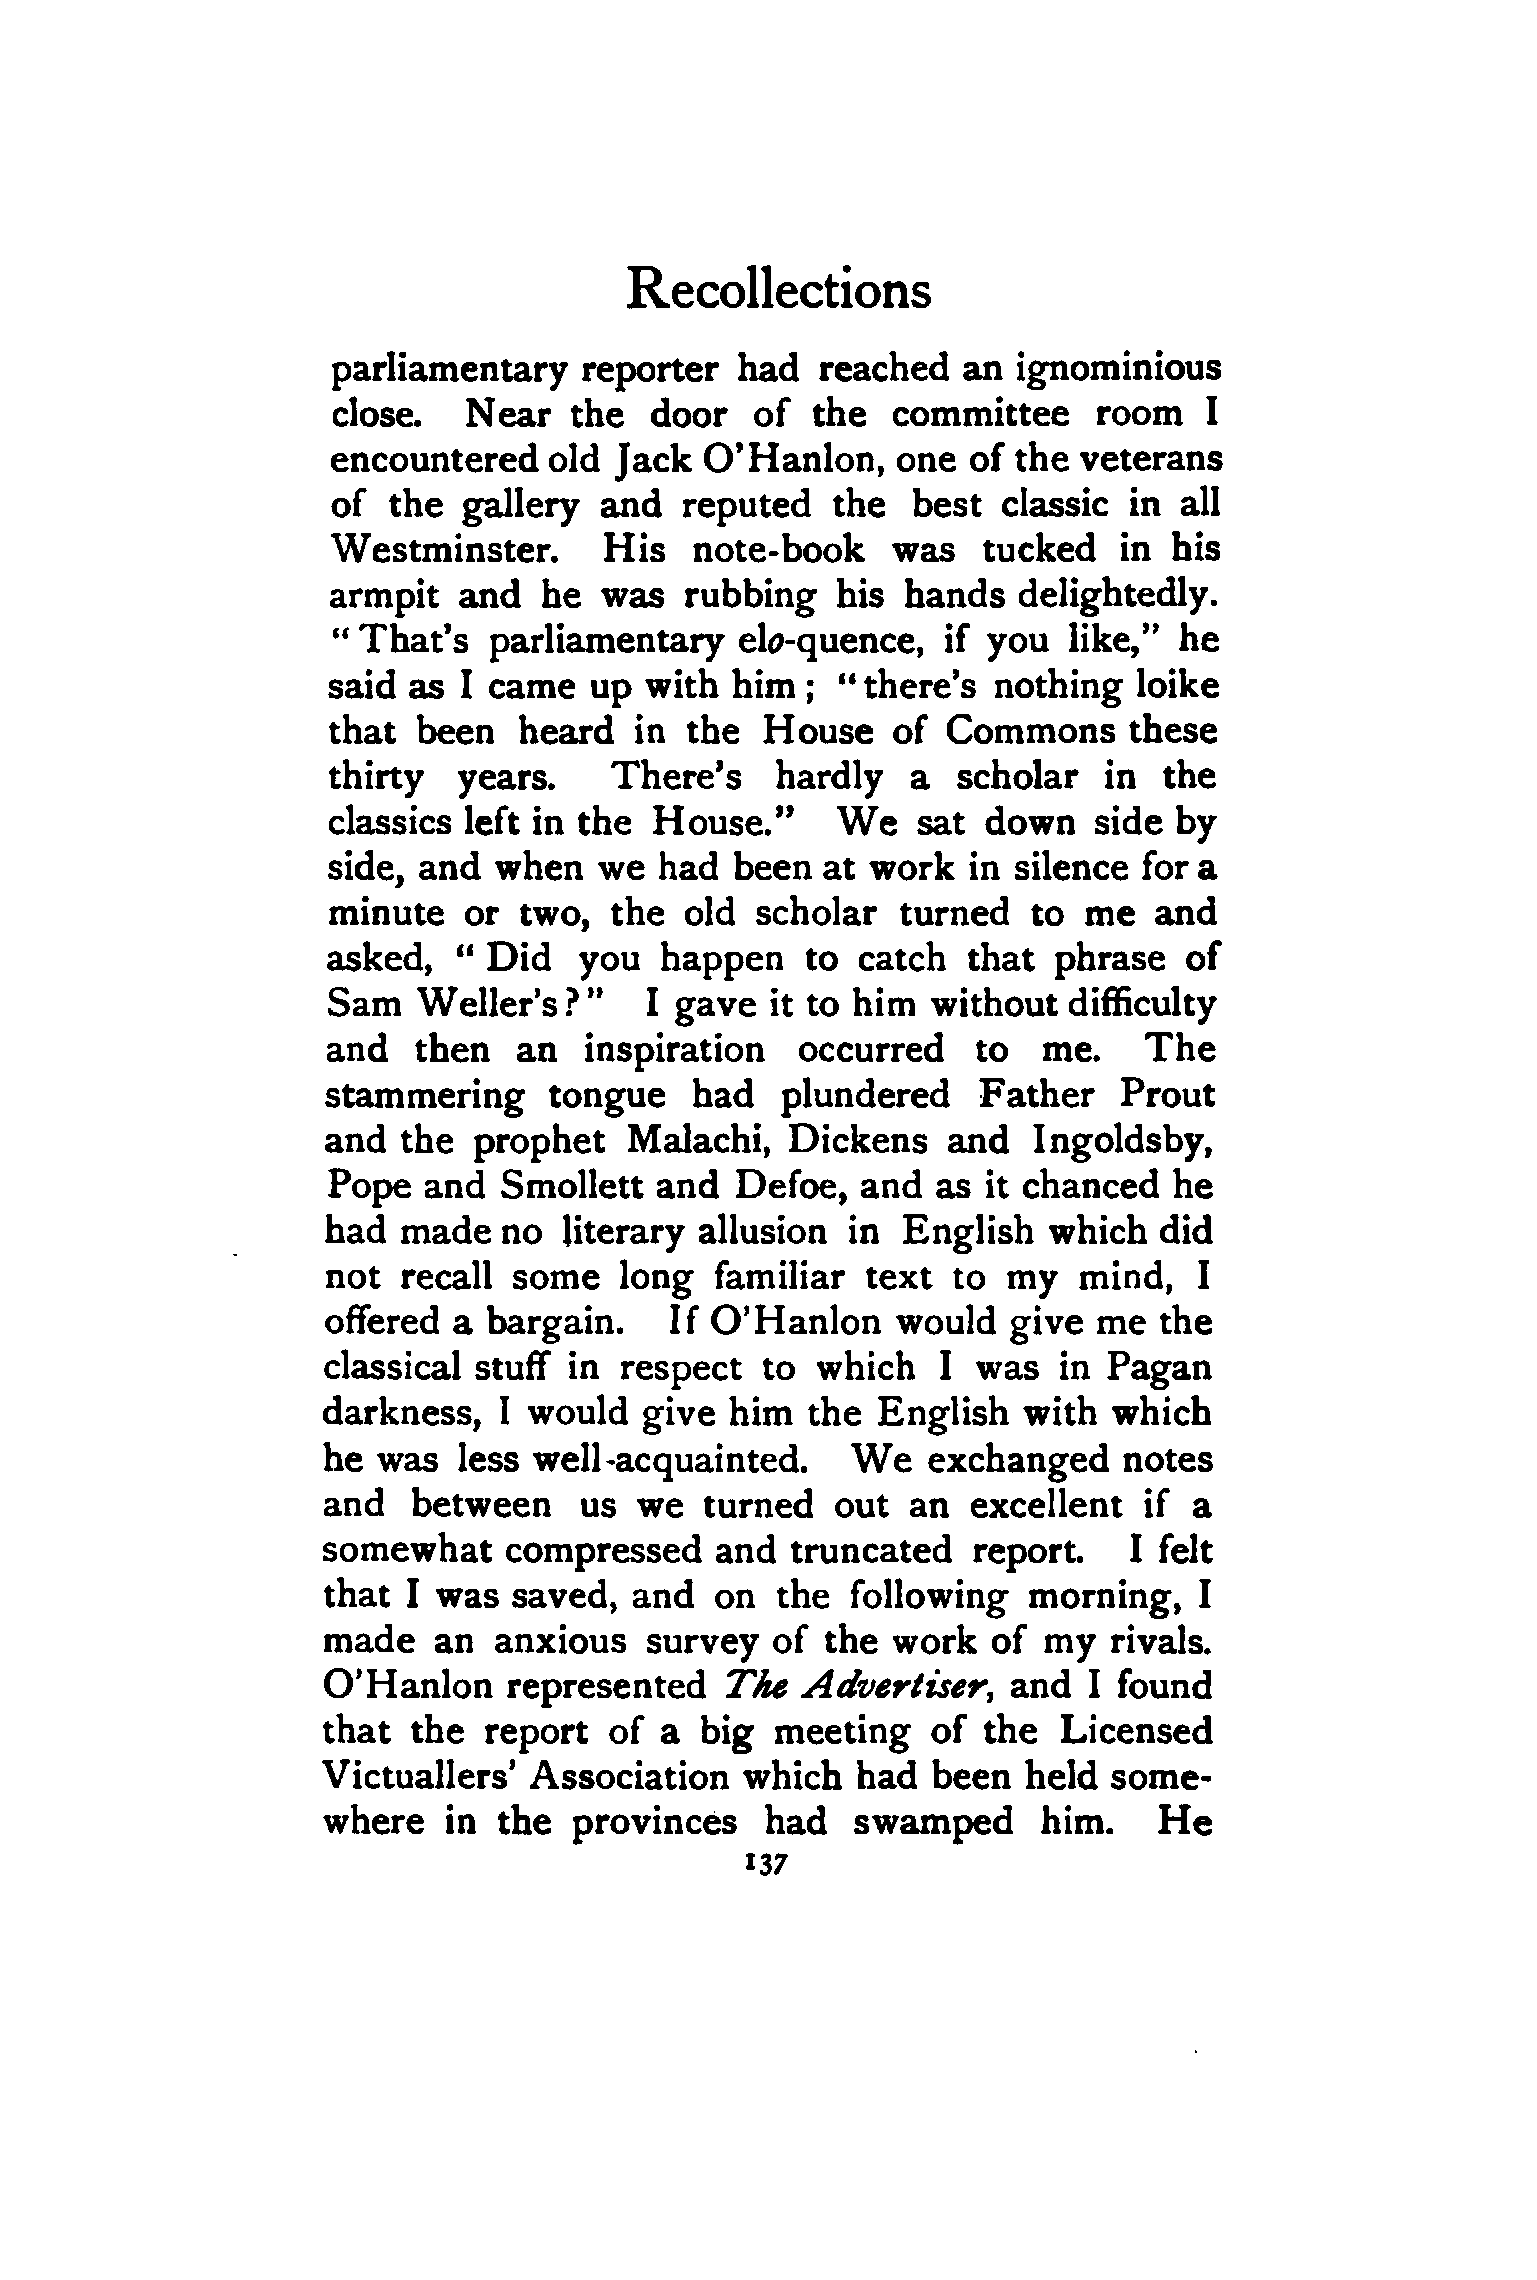 Recollections
parliamentary reporter had reached an ignominious
close. Near the door of the committee room I
encountered old Jack O'Hanlon, one of the veterans
of the gallery and reputed the best classic in all
Westminster. His note-book was tucked in his
armpit and he was rubbing his hands delightedly.
"That's parliamentary elo-quence, if you like," he
said as I came up with him; "there's nothing loike
that been heard in the House of Commons these
thirty years. There's hardly a scholar in the
classics left in the House." We sat down side by
side, and when we had been at work in silence for a
minute or two, the old scholar turned to me and
asked, "Did you happen to catch that phrase of
Sam Weller's?" I gave it to him without difficulty
and then an inspiration occurred to me. The
stammering tongue had plundered Father Prout
and the prophet Malachi, Dickens and Ingoldsby,
Pope and Smollett and Defoe, and as it chanced he
had made no literary allusion in English which did
not recall some long familiar text to my mind, I
offered a bargain. If O'Hanlon would give me the
classical stuff in respect to which I was in Pagan
darkness, I would give him the English with which
he was less well-acquainted. We exchanged notes
and between us we turned out an excellent if a
somewhat compressed and truncated report. I felt
that I was saved, and on the following morning, I
made an anxious survey of the work of my rivals.
O'Hanlon represented The Advertiser, and I found
that the report of a big meeting of the Licensed
Victuallers' Association which had been held some-
where in the provinces had swamped him. He
137